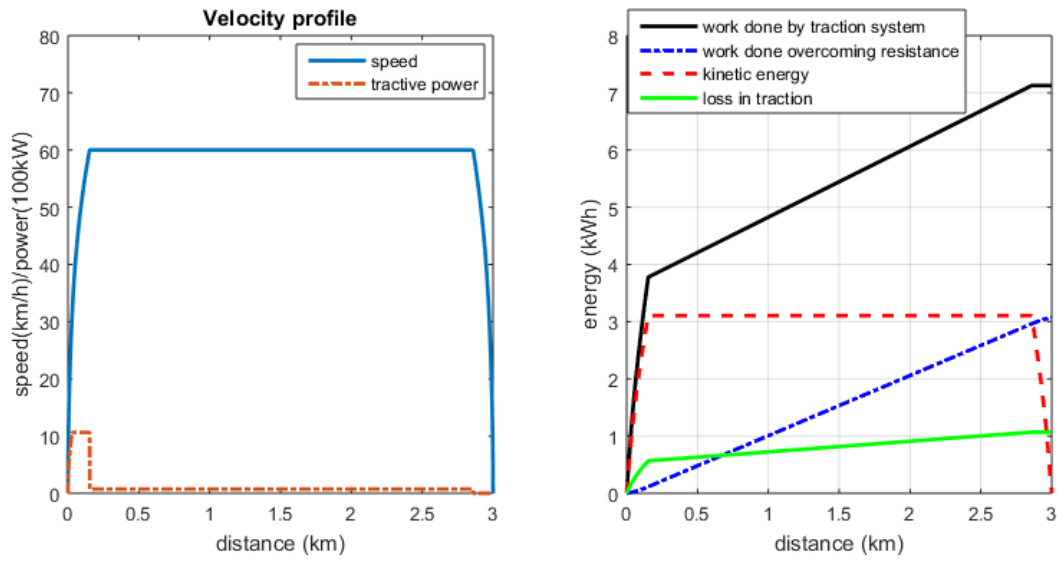 Velocity profile
speed
tractive power
speed(km/h)/power(100kW)
80
70
60
50
40
30
20
10
0
0
0.5
1
1.5
2
2.5
3
distance (km)
work done by traction system
work done overcoming resistance
kinetic energy
loss in traction
energy (kWh)
8
7
6
5
4
3
2
1
0
0
0.5
1
1.5
2
2.5
3
distance (km)